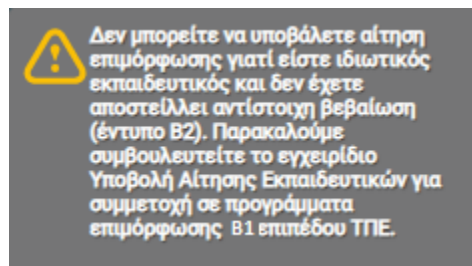 Δεν μπορείτε να υποβάλετε αίτηση
επιμόρφωσης γιατί είστε ιδιωτικός
εκπαιδευτικός και δεν έχετε
αποστείλλει αντίστοιχη βεβαίωση
(έντυπο Β2). Παρακαλούμε
συμβουλευτείτε το εγχειρίδιο
Υποβολή Αίτησης Εκπαιδευτικών για
συμμετοχή σε προγράμματα
επιμόρφωσης Β1 επιπέδου ΤΠΕ.